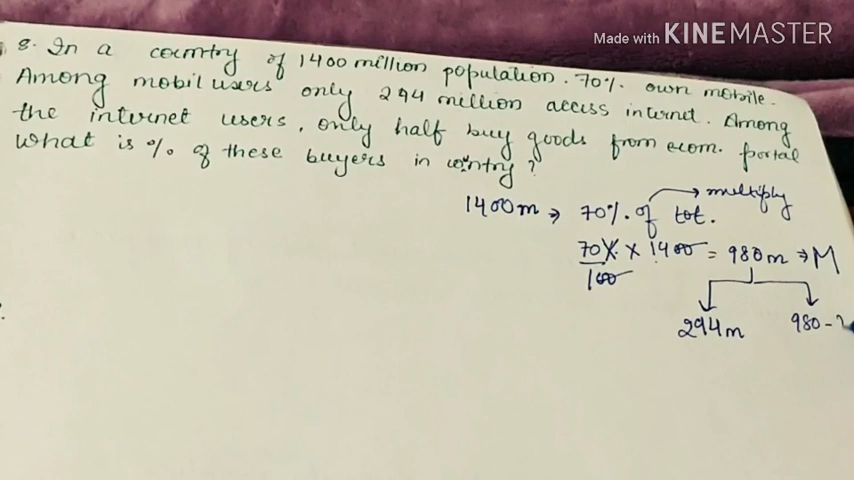 Made with KINEMASTER
8. In a country of 1400 million population. 70% own mobile.
Among mobil users only 294 million access internet. Among
the internet users, only half buy goods from ecom. portal
What is % of these buyers in country?
multiply
1400m ⇒ 70% of tot.
70% × 1400 = 980m ⇒ M
100
294m 980-